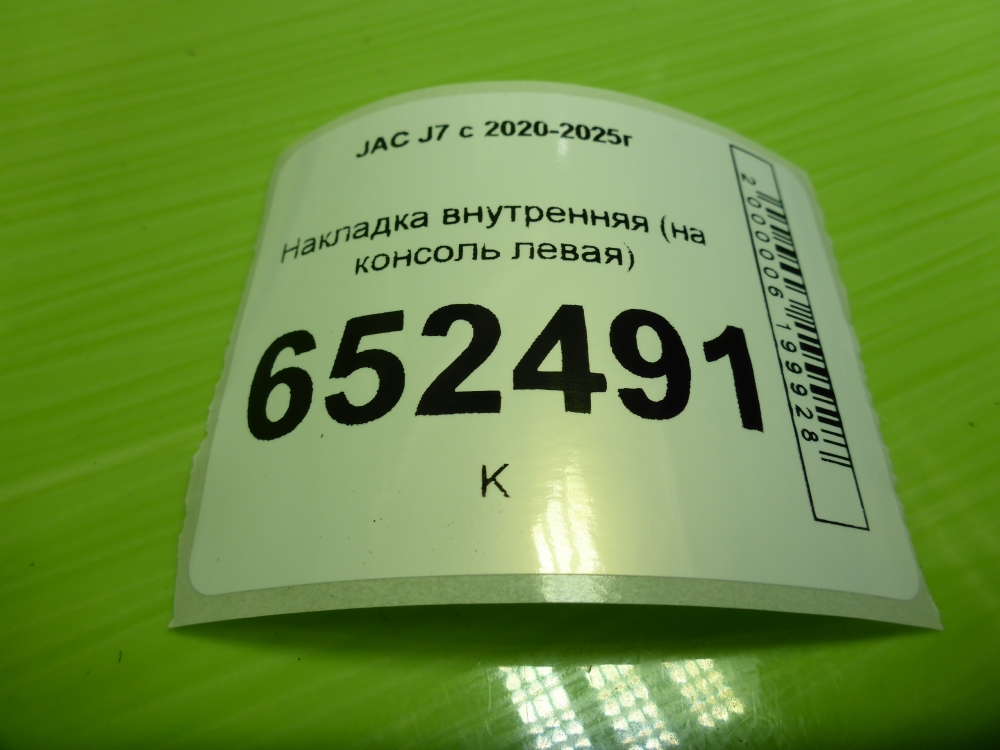 JAC J7 с 2020-2025г
Накладка внутренняя (на
консоль левая)
652491
К
2000006199928